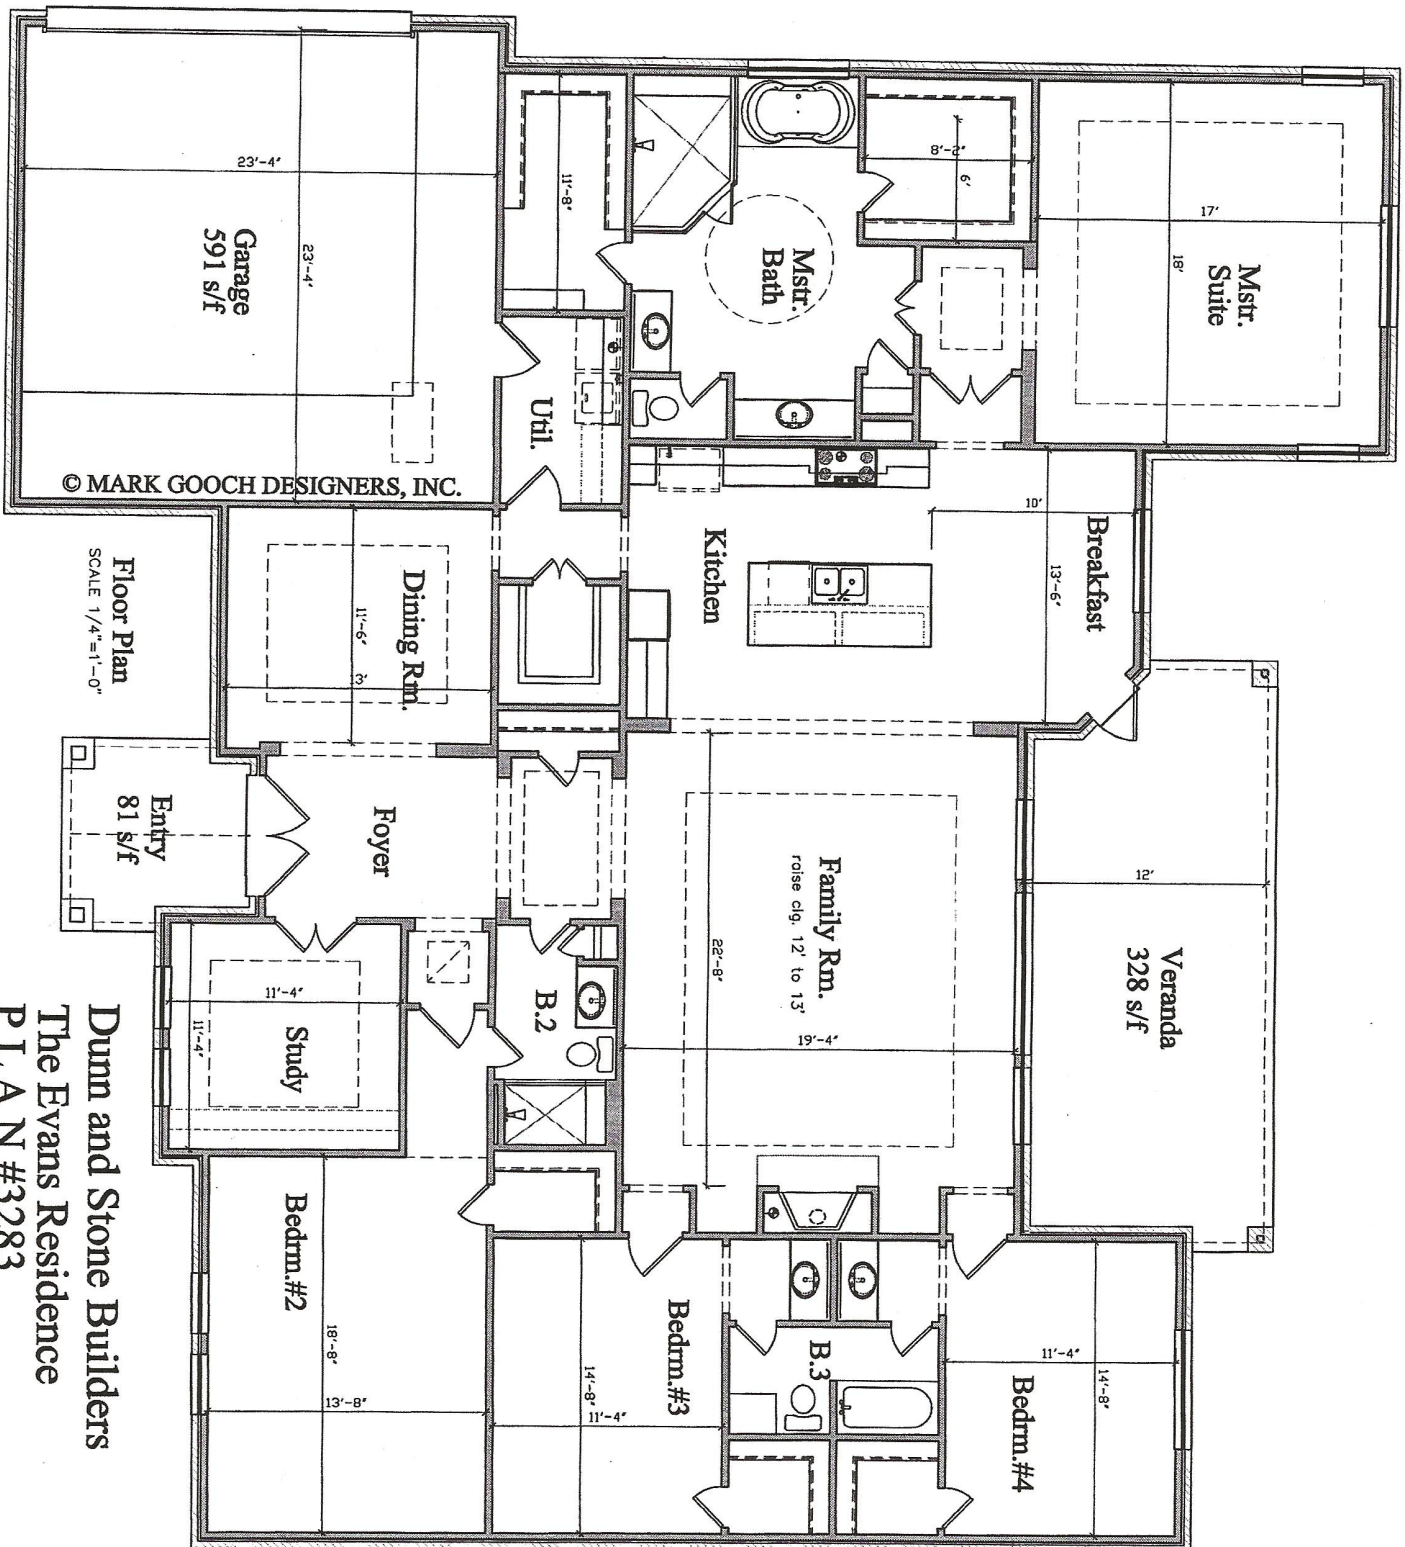 Mstr.
Suite
17'
18'
8'-2"
6'
Mstr.
Bath
11'-8"
23'-4"
23'-4"
Garage
591 s/f
Util.
© MARK GOOCH DESIGNERS, INC.
Breakfast
10'
13'-6"
Kitchen
Dining Rm.
11'-6"
3'
Floor Plan
SCALE 1/4"=1'-0"
Veranda
328 s/f
12'
Family Rm.
raise clg. 12' to 13'
22'-8"
19'-4"
Foyer
Entry
81 s/f
B.2
Study
11'-4"
11'-4"
Bedrm.#2
18'-8"
13'-8"
Bedrm.#3
14'-8"
11'-4"
B.3
Bedrm.#4
11'-4"
14'-8"
Dunn and Stone Builders
The Evans Residence
PLAN #3283